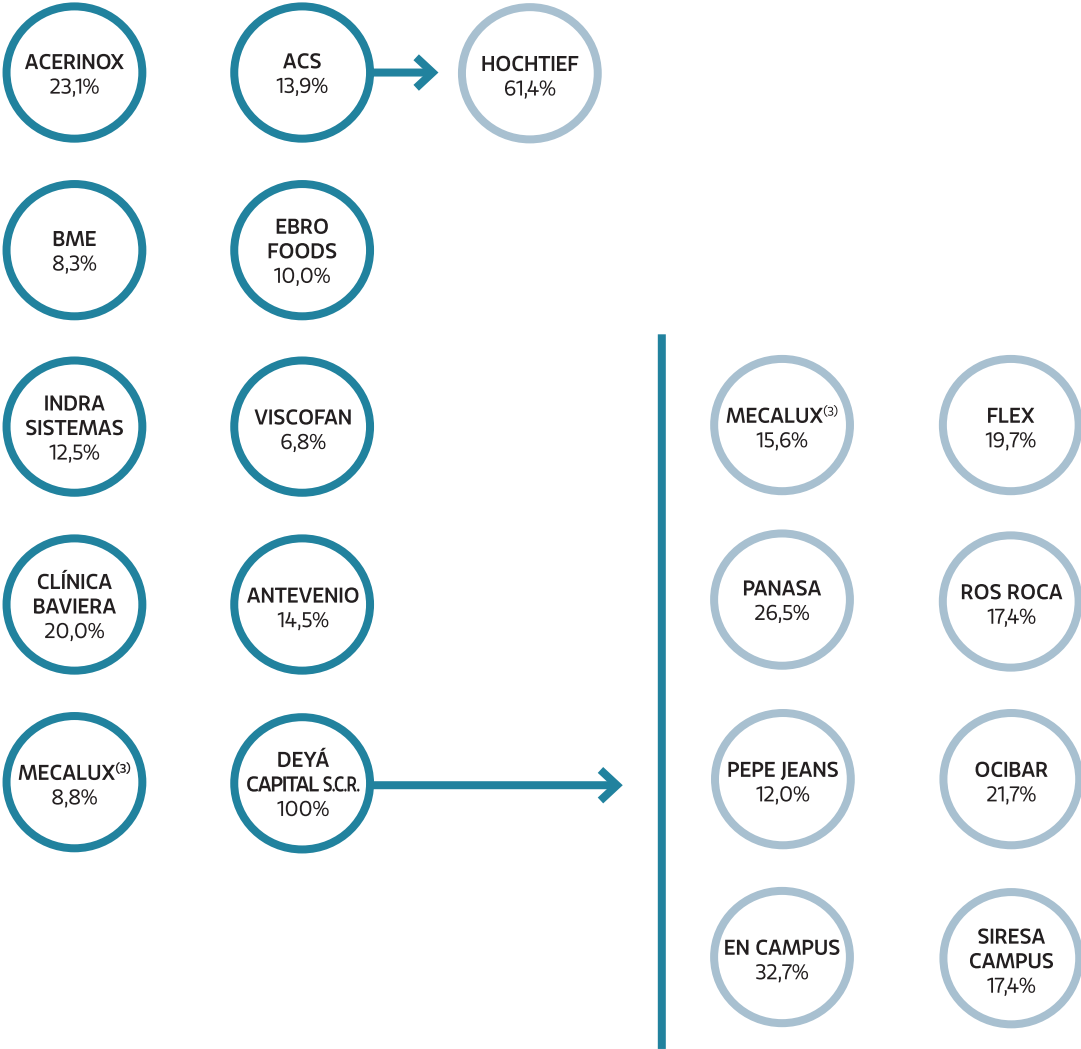 ACERINOX
23,1%
ACS
13,9%
HOCHTIEF
61,4%
BME
8,3%
EBRO
FOODS
10,0%
INDRA
SISTEMAS
12,5%
VISCOFAN
6,8%
CLÍNICA
BAVIERA
20,0%
ANTEVENIO
14,5%
MECALUX(3)
8,8%
DEYÁ
CAPITAL S.C.R.
100%
MECALUX(3)
15,6%
FLEX
19,7%
PANASA
26,5%
ROS ROCA
17,4%
PEPE JEANS
12,0%
OCIBAR
21,7%
EN CAMPUS
32,7%
SIRESA
CAMPUS
17,4%